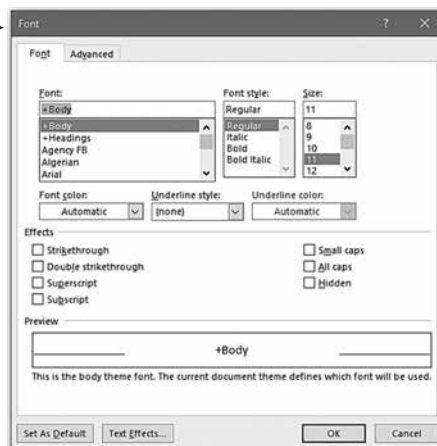 Font ? ×
Font Advanced
Font: Font style: Size:
+Body Regular 11
+Body Regular 8
+Headings Italic 9
Agency FB Bold 10
Algerian Bold Italic 11
Arial 12
Font color: Underline style: Underline color:
Automatic (none) Automatic
Effects
Strikethrough Small caps
Double strikethrough All caps
Superscript Hidden
Subscript
Preview
+Body
This is the body theme font. The current document theme defines which font will be used.
Set As Default Text Effects... OK Cancel